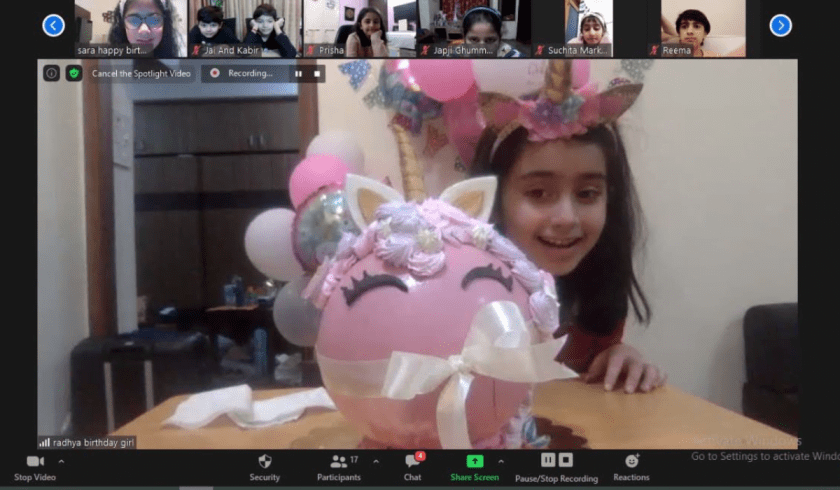 sara happy birt...
Jai And Kabir
Prisha
Japji Ghumm...
Suchita Mark...
Reema
Cancel the Spotlight Video
Recording...
radhya birthday girl
Activate Windows
Go to Settings to activate Windo
17
4
Stop Video
Security
Participants
Chat
Share Screen
Pause/Stop Recording
Reactions